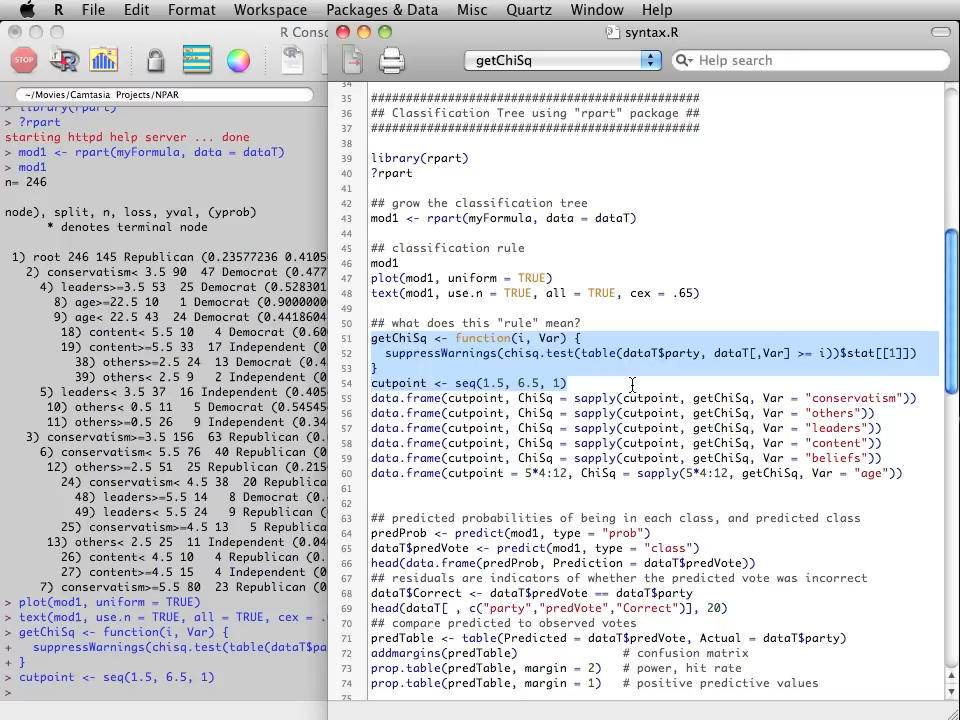 R File Edit Format Workspace Packages & Data Misc Quartz Window Help
R Conso
syntax.R
STOP
getChiSq
Help search
~/Movies/Camtasia Projects/NPAR
> library(rpart)
> ?rpart
starting httpd help server ... done
> mod1 <- rpart(myFormula, data = dataT)
> mod1
n= 246
node), split, n, loss, yval, (yprob)
* denotes terminal node
1) root 246 145 Republican (0.23577236 0.4105
2) conservatism< 3.5 90 47 Democrat (0.477
4) leaders>=3.5 53 25 Democrat (0.528301
8) age>=22.5 10 1 Democrat (0.9000000
9) age< 22.5 43 24 Democrat (0.4418604
18) content< 5.5 10 4 Democrat (0.60
19) content>=5.5 33 17 Independent (0.
38) others>=2.5 24 13 Democrat (0.
39) others< 2.5 9 2 Independent (0
5) leaders< 3.5 37 16 Independent (0.405
10) others< 0.5 11 5 Democrat (0.54545
11) others>=0.5 26 9 Independent (0.34
3) conservatism>=3.5 156 63 Republican (0.
6) conservatism< 5.5 76 40 Republican (0
12) others>=2.5 51 25 Republican (0.215
24) conservatism< 4.5 38 20 Republican
48) leaders>=5.5 14 8 Democrat (0.
49) leaders< 5.5 24 9 Republican (0
25) conservatism>=4.5 13 5 Republican
13) others< 2.5 25 11 Independent (0.04
26) content< 4.5 10 4 Republican (0.
27) content>=4.5 15 4 Independent (0.
7) conservatism>=5.5 80 23 Republican (0
> plot(mod1, uniform = TRUE)
> text(mod1, use.n = TRUE, all = TRUE, cex = .
> getChiSq <- function(i, Var) {
+ suppressWarnings(chisq.test(table(dataT$pa
+ }
> cutpoint <- seq(1.5, 6.5, 1)
>
34
35 ###############################################
36 ## Classification Tree using "rpart" package ##
37 ###############################################
38
39 library(rpart)
40 ?rpart
41
42 ## grow the classification tree
43 mod1 <- rpart(myFormula, data = dataT)
44
45 ## classification rule
46 mod1
47 plot(mod1, uniform = TRUE)
48 text(mod1, use.n = TRUE, all = TRUE, cex = .65)
49
50 ## what does this "rule" mean?
51 getChiSq <- function(i, Var) {
52 suppressWarnings(chisq.test(table(dataT$party, dataT[,Var] >= i))$stat[[1]])
53 }
54 cutpoint <- seq(1.5, 6.5, 1)
55 data.frame(cutpoint, ChiSq = sapply(cutpoint, getChiSq, Var = "conservatism"))
56 data.frame(cutpoint, ChiSq = sapply(cutpoint, getChiSq, Var = "others"))
57 data.frame(cutpoint, ChiSq = sapply(cutpoint, getChiSq, Var = "leaders"))
58 data.frame(cutpoint, ChiSq = sapply(cutpoint, getChiSq, Var = "content"))
59 data.frame(cutpoint, ChiSq = sapply(cutpoint, getChiSq, Var = "beliefs"))
60 data.frame(cutpoint = 5*4:12, ChiSq = sapply(5*4:12, getChiSq, Var = "age"))
61
62
63 ## predicted probabilities of being in each class, and predicted class
64 predProb <- predict(mod1, type = "prob")
65 dataT$predVote <- predict(mod1, type = "class")
66 head(data.frame(predProb, Prediction = dataT$predVote))
67 ## residuals are indicators of whether the predicted vote was incorrect
68 dataT$Correct <- dataT$predVote == dataT$party
69 head(dataT[ , c("party","predVote","Correct")], 20)
70 ## compare predicted to observed votes
71 predTable <- table(Predicted = dataT$predVote, Actual = dataT$party)
72 addmargins(predTable) # confusion matrix
73 prop.table(predTable, margin = 2) # power, hit rate
74 prop.table(predTable, margin = 1) # positive predictive values
75